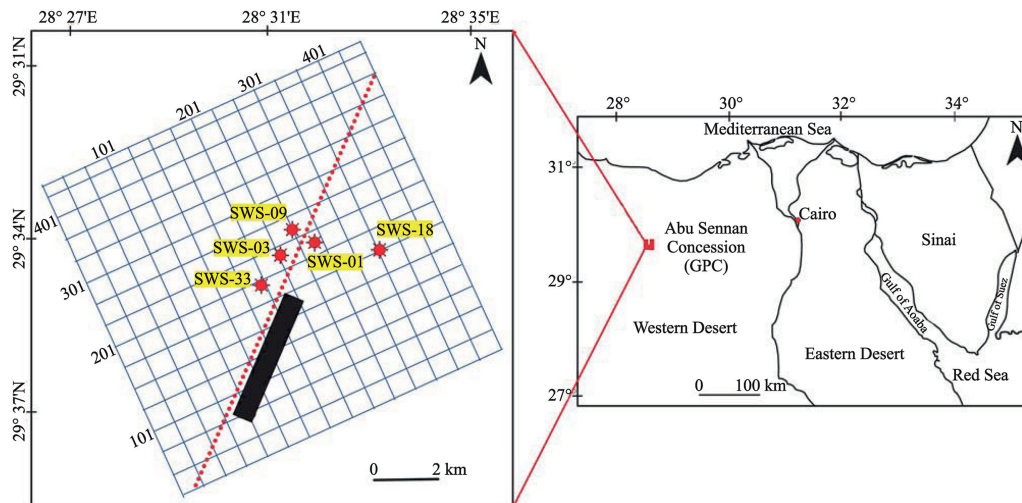 28° 27'E
28° 31'E
28° 35'E
29° 31'N
29° 34'N
29° 37'N
N
101
201
301
401
401
301
201
101
SWS-09
SWS-18
SWS-03
SWS-01
SWS-33
0 2 km
28°
30°
32°
34°
31°
29°
27°
N
Mediterranean Sea
Cairo
Abu Sennan
Concession
(GPC)
Sinai
Gulf of Suez
Gulf of Aoaba
Western Desert
Eastern Desert
Red Sea
0 100 km